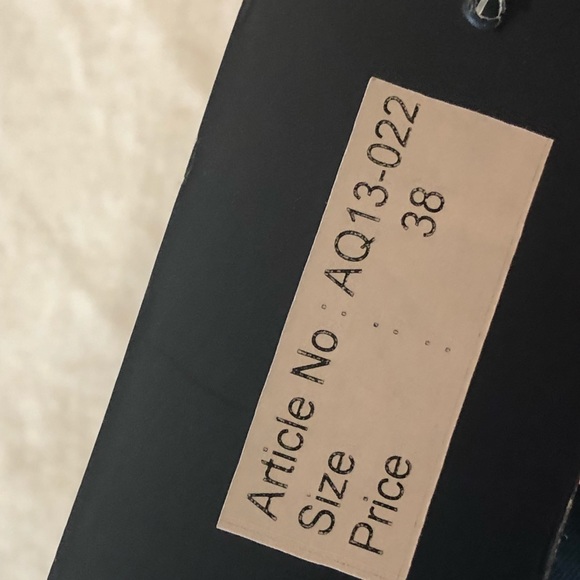 Article No : AQ13-022
Size : 38
Price :